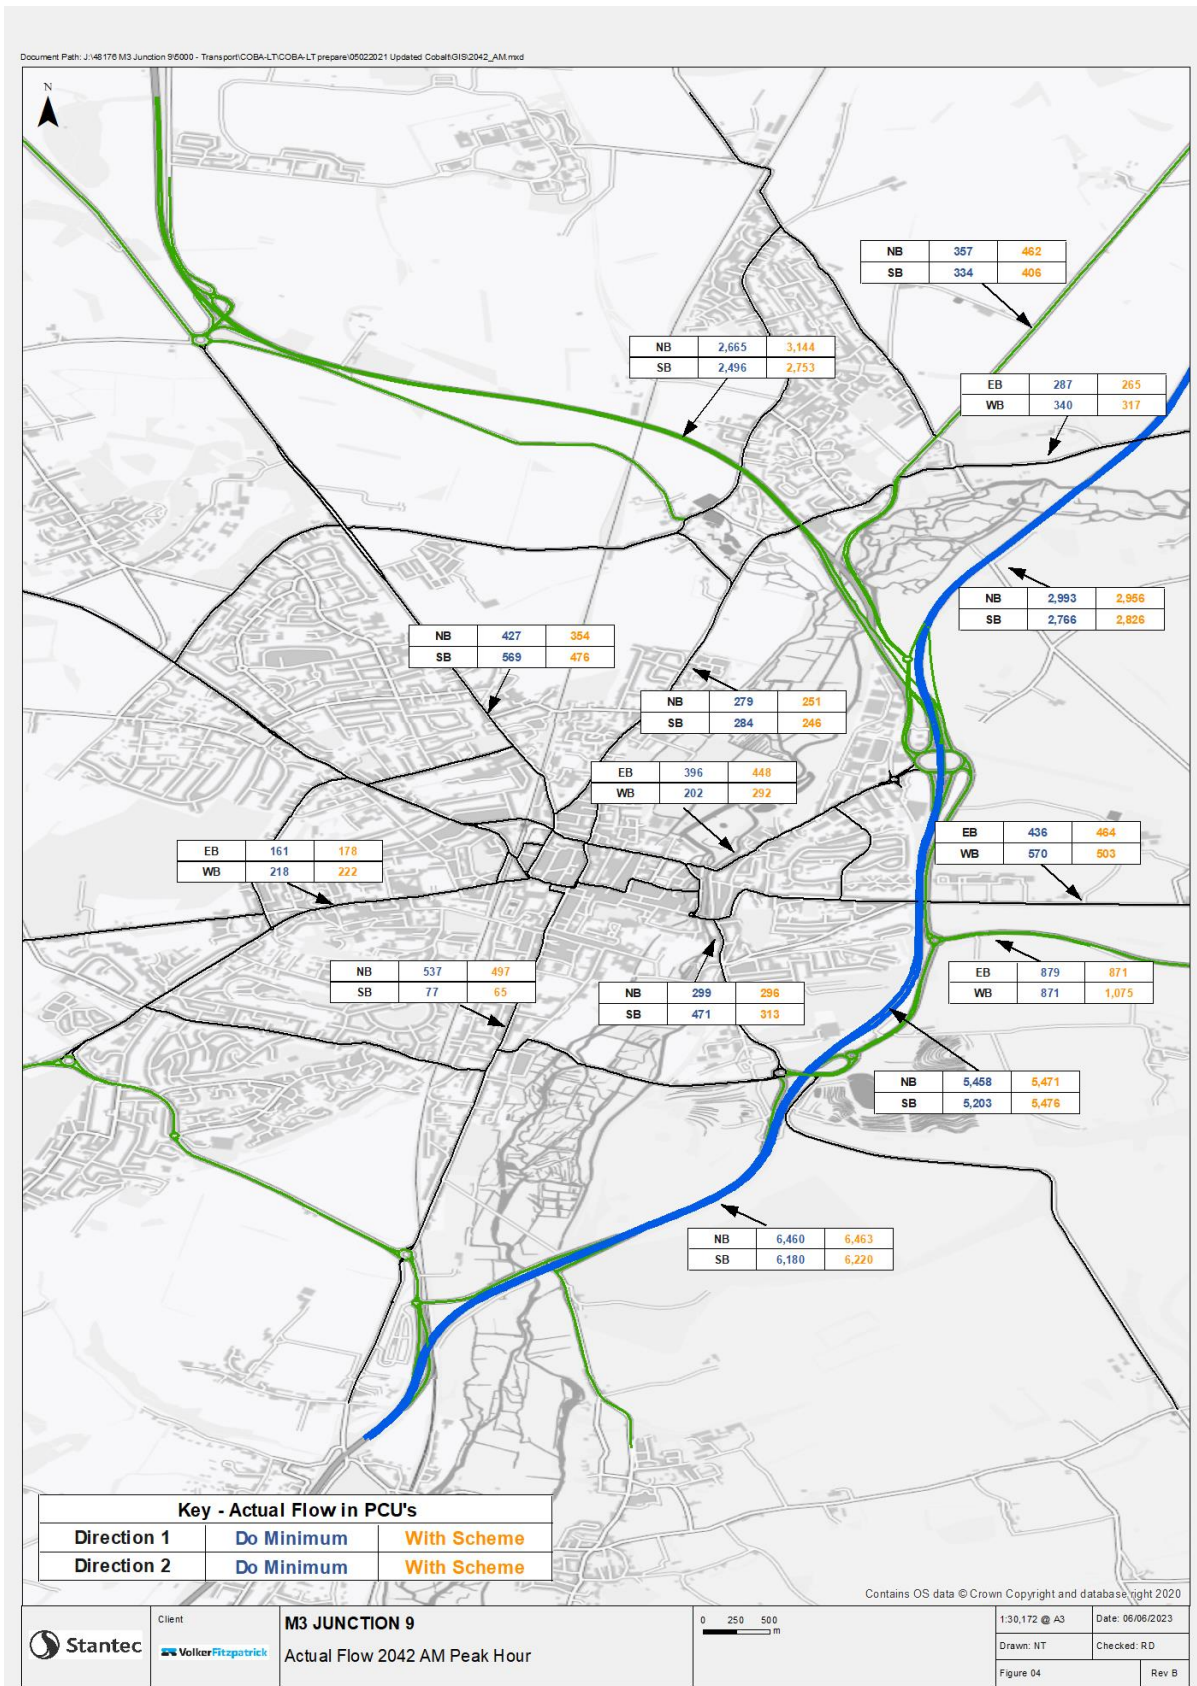 Document Path: J:\48176 M3 Junction 9\5000 - Transport\COBA-LT\COBA-LT prepare\05022021 Updated Cobalt\GIS\2042_AM.mxd
N
NB 357 462
SB 334 406
NB 2,665 3,144
SB 2,496 2,753
EB 287 265
WB 340 317
NB 2,993 2,956
SB 2,766 2,826
NB 427 354
SB 569 476
NB 279 251
SB 284 246
EB 396 448
WB 202 292
EB 436 464
WB 570 503
EB 161 178
WB 218 222
NB 537 497
SB 77 65
NB 299 296
SB 471 313
EB 879 871
WB 871 1,075
NB 5,458 5,471
SB 5,203 5,476
NB 6,460 6,463
SB 6,180 6,220
Key - Actual Flow in PCU's
Direction 1 Do Minimum With Scheme
Direction 2 Do Minimum With Scheme
Contains OS data © Crown Copyright and database right 2020
Stantec
Client
VolkerFitzpatrick
M3 JUNCTION 9
Actual Flow 2042 AM Peak Hour
0 250 500
m
1:30,172 @ A3 Date: 06/06/2023
Drawn: NT Checked: RD
Figure 04 Rev B